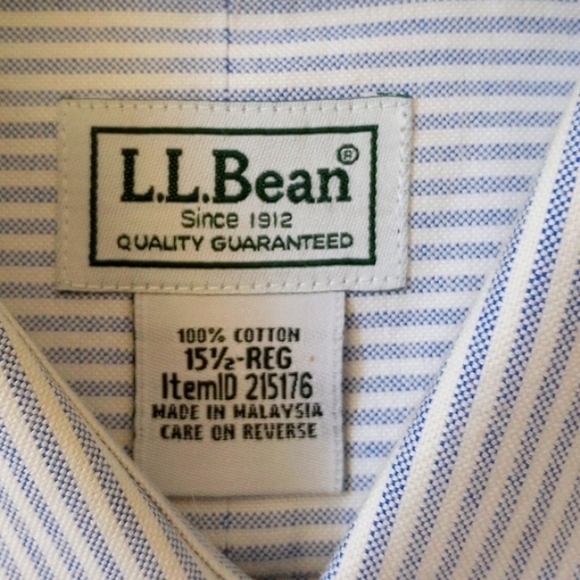 L.L.Bean®
Since 1912
QUALITY GUARANTEED
100% COTTON
15½-REG
ItemID 215176
MADE IN MALAYSIA
CARE ON REVERSE